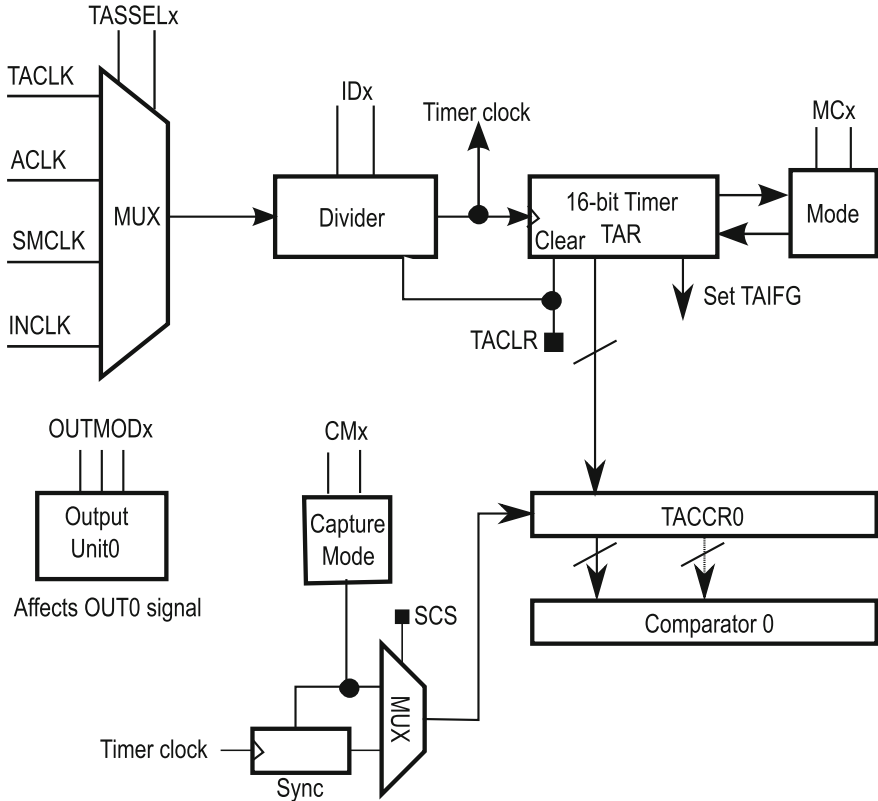 TASSELx
TACLK
ACLK
SMCLK
INCLK
MUX
IDx
Divider
Timer clock
16-bit Timer
TAR
Clear
MCx
Mode
TACLR
Set TAIFG
OUTMODx
Output
Unit0
Affects OUT0 signal
CMx
Capture
Mode
SCS
MUX
Timer clock
Sync
TACCR0
Comparator 0